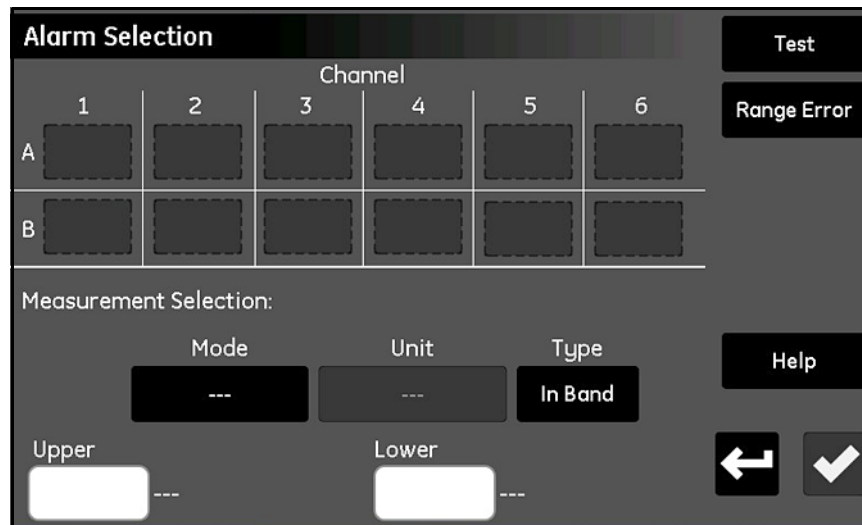 Alarm Selection
Test
Channel
1 2 3 4 5 6
Range Error
A
B
Measurement Selection:
Mode Unit Type
--- --- In Band
Help
Upper Lower
--- ---